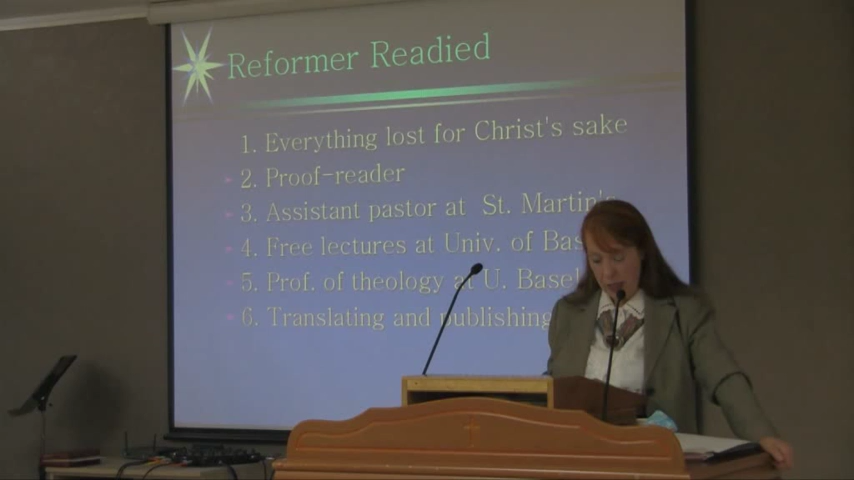 Reformer Readied
1. Everything lost for Christ's sake
2. Proof-reader
3. Assistant pastor at St. Martin's
4. Free lectures at Univ. of Bas
5. Prof. of theology at U. Basel
6. Translating and publishing